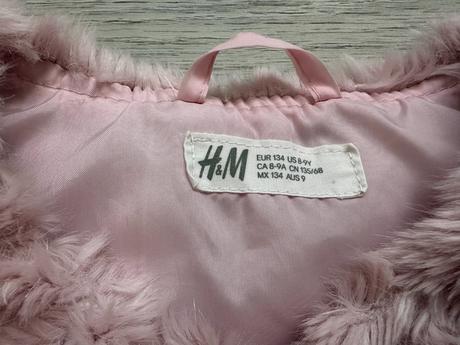 H&M
EUR 134 US 8-9Y
CA 8-9A CN 135/68
MX 134 AUS 9